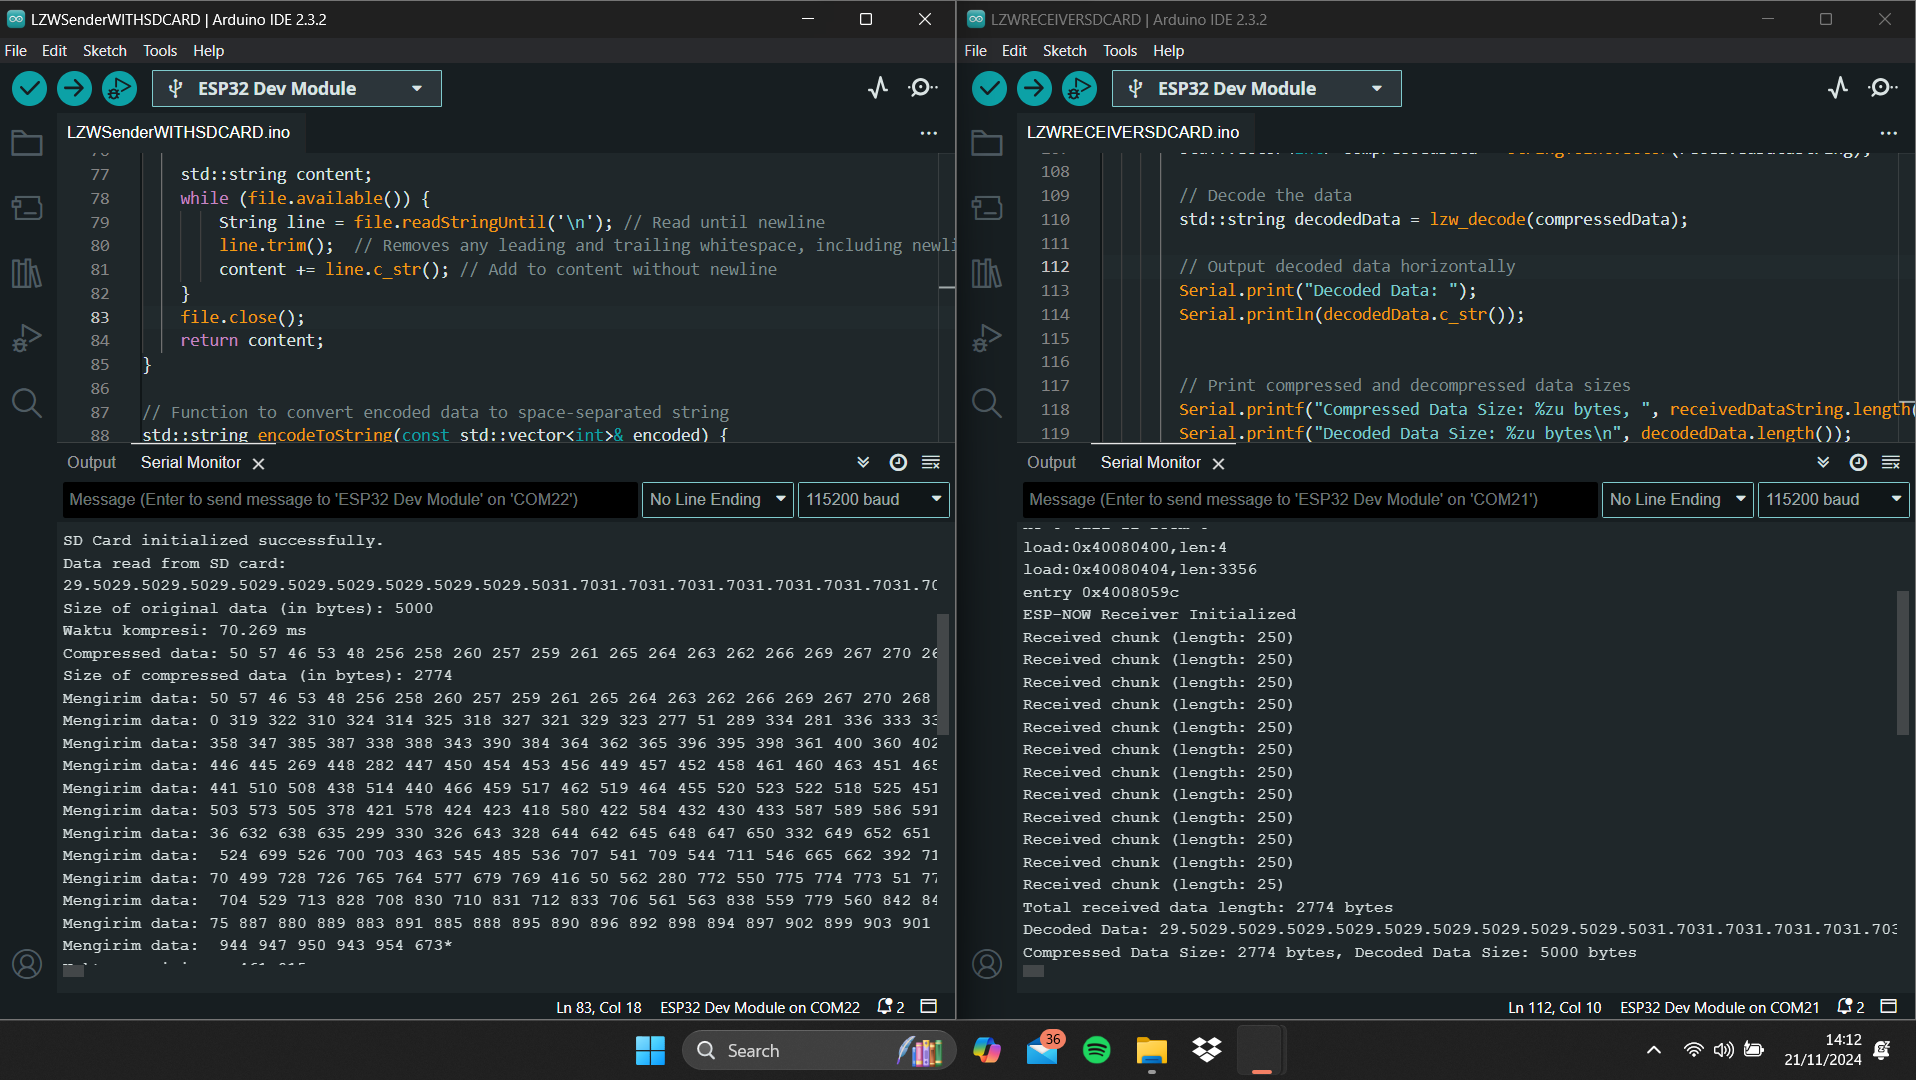 LZWSenderWITHSDCARD | Arduino IDE 2.3.2
File Edit Sketch Tools Help
ESP32 Dev Module
LZWSenderWITHSDCARD.ino
77 std::string content;
78 while (file.available()) {
79 String line = file.readStringUntil('\n'); // Read until newline
80 line.trim();  // Removes any leading and trailing whitespace, including newli
81 content += line.c_str(); // Add to content without newline
82 }
83 file.close();
84 return content;
85 }
86
87 // Function to convert encoded data to space-separated string
88 std::string encodeToString(const std::vector<int>& encoded) {
Output Serial Monitor
Message (Enter to send message to 'ESP32 Dev Module' on 'COM22')
No Line Ending 115200 baud
SD Card initialized successfully.
Data read from SD card:
29.5029.5029.5029.5029.5029.5029.5029.5029.5029.5031.7031.7031.7031.7031.7031.7031.7031.70
Size of original data (in bytes): 5000
Waktu kompresi: 70.269 ms
Compressed data: 50 57 46 53 48 256 258 260 257 259 261 265 264 263 262 266 269 267 270 26
Size of compressed data (in bytes): 2774
Mengirim data: 50 57 46 53 48 256 258 260 257 259 261 265 264 263 262 266 269 267 270 268
Mengirim data: 0 319 322 310 324 314 325 318 327 321 329 323 277 51 289 334 281 336 333 33
Mengirim data: 358 347 385 387 338 388 343 390 384 364 362 365 396 395 398 361 400 360 402
Mengirim data: 446 445 269 448 282 447 450 454 453 456 449 457 452 458 461 460 463 451 465
Mengirim data: 441 510 508 438 514 440 466 459 517 462 519 464 455 520 523 522 518 525 451
Mengirim data: 503 573 505 378 421 578 424 423 418 580 422 584 432 430 433 587 589 586 591
Mengirim data: 36 632 638 635 299 330 326 643 328 644 642 645 648 647 650 332 649 652 651
Mengirim data:  524 699 526 700 703 463 545 485 536 707 541 709 544 711 546 665 662 392 71
Mengirim data: 70 499 728 726 765 764 577 679 769 416 50 562 280 772 550 775 774 773 51 77
Mengirim data:  704 529 713 828 708 830 710 831 712 833 706 561 563 838 559 779 560 842 84
Mengirim data: 75 887 880 889 883 891 885 888 895 890 896 892 898 894 897 902 899 903 901
Mengirim data:  944 947 950 943 954 673*
Ln 83, Col 18 ESP32 Dev Module on COM22 2
LZWRECEIVERSDCARD | Arduino IDE 2.3.2
File Edit Sketch Tools Help
ESP32 Dev Module
LZWRECEIVERSDCARD.ino
108
109 // Decode the data
110 std::string decodedData = lzw_decode(compressedData);
111
112 // Output decoded data horizontally
113 Serial.print("Decoded Data: ");
114 Serial.println(decodedData.c_str());
115
116
117 // Print compressed and decompressed data sizes
118 Serial.printf("Compressed Data Size: %zu bytes, ", receivedDataString.length(
119 Serial.printf("Decoded Data Size: %zu bytes\n", decodedData.length());
Output Serial Monitor
Message (Enter to send message to 'ESP32 Dev Module' on 'COM21')
No Line Ending 115200 baud
load:0x40080400,len:4
load:0x40080404,len:3356
entry 0x4008059c
ESP-NOW Receiver Initialized
Received chunk (length: 250)
Received chunk (length: 250)
Received chunk (length: 250)
Received chunk (length: 250)
Received chunk (length: 250)
Received chunk (length: 250)
Received chunk (length: 250)
Received chunk (length: 250)
Received chunk (length: 250)
Received chunk (length: 250)
Received chunk (length: 250)
Received chunk (length: 25)
Total received data length: 2774 bytes
Decoded Data: 29.5029.5029.5029.5029.5029.5029.5029.5029.5029.5031.7031.7031.7031.7031.703
Compressed Data Size: 2774 bytes, Decoded Data Size: 5000 bytes
Ln 112, Col 10 ESP32 Dev Module on COM21 2
Search
36
14:12
21/11/2024